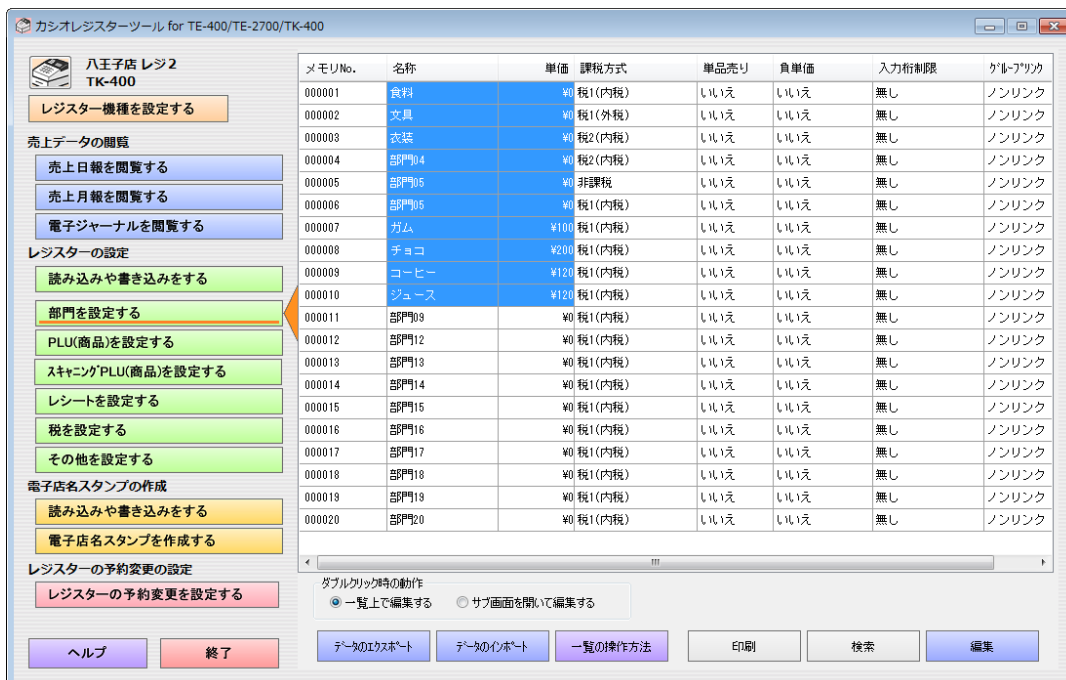 カシオレジスターツール for TE-400/TE-2700/TK-400
八王子店 レジ2
TK-400
レジスター機種を設定する
売上データの閲覧
売上日報を閲覧する
売上月報を閲覧する
電子ジャーナルを閲覧する
レジスターの設定
読み込みや書き込みをする
部門を設定する
PLU(商品)を設定する
スキャニングPLU(商品)を設定する
レシートを設定する
税を設定する
その他を設定する
電子店名スタンプの作成
読み込みや書き込みをする
電子店名スタンプを作成する
レジスターの予約変更の設定
レジスターの予約変更を設定する
ヘルプ 終了
メモリNo. 名称 単価 課税方式 単品売り 負単価 入力桁制限 グループリンク
000001 食料 ¥0 税1(内税) いいえ いいえ 無し ノンリンク
000002 文具 ¥0 税1(外税) いいえ いいえ 無し ノンリンク
000003 衣装 ¥0 税2(内税) いいえ いいえ 無し ノンリンク
000004 部門04 ¥0 税2(内税) いいえ いいえ 無し ノンリンク
000005 部門05 ¥0 非課税 いいえ いいえ 無し ノンリンク
000006 部門05 ¥0 税1(内税) いいえ いいえ 無し ノンリンク
000007 ガム ¥100 税1(内税) いいえ いいえ 無し ノンリンク
000008 チョコ ¥200 税1(内税) いいえ いいえ 無し ノンリンク
000009 コーヒー ¥120 税1(内税) いいえ いいえ 無し ノンリンク
000010 ジュース ¥120 税1(内税) いいえ いいえ 無し ノンリンク
000011 部門09 ¥0 税1(内税) いいえ いいえ 無し ノンリンク
000012 部門12 ¥0 税1(内税) いいえ いいえ 無し ノンリンク
000013 部門13 ¥0 税1(内税) いいえ いいえ 無し ノンリンク
000014 部門14 ¥0 税1(内税) いいえ いいえ 無し ノンリンク
000015 部門15 ¥0 税1(内税) いいえ いいえ 無し ノンリンク
000016 部門16 ¥0 税1(内税) いいえ いいえ 無し ノンリンク
000017 部門17 ¥0 税1(内税) いいえ いいえ 無し ノンリンク
000018 部門18 ¥0 税1(内税) いいえ いいえ 無し ノンリンク
000019 部門19 ¥0 税1(内税) いいえ いいえ 無し ノンリンク
000020 部門20 ¥0 税1(内税) いいえ いいえ 無し ノンリンク
ダブルクリック時の動作
一覧上で編集する サブ画面を開いて編集する
データのエクスポート データのインポート 一覧の操作方法 印刷 検索 編集